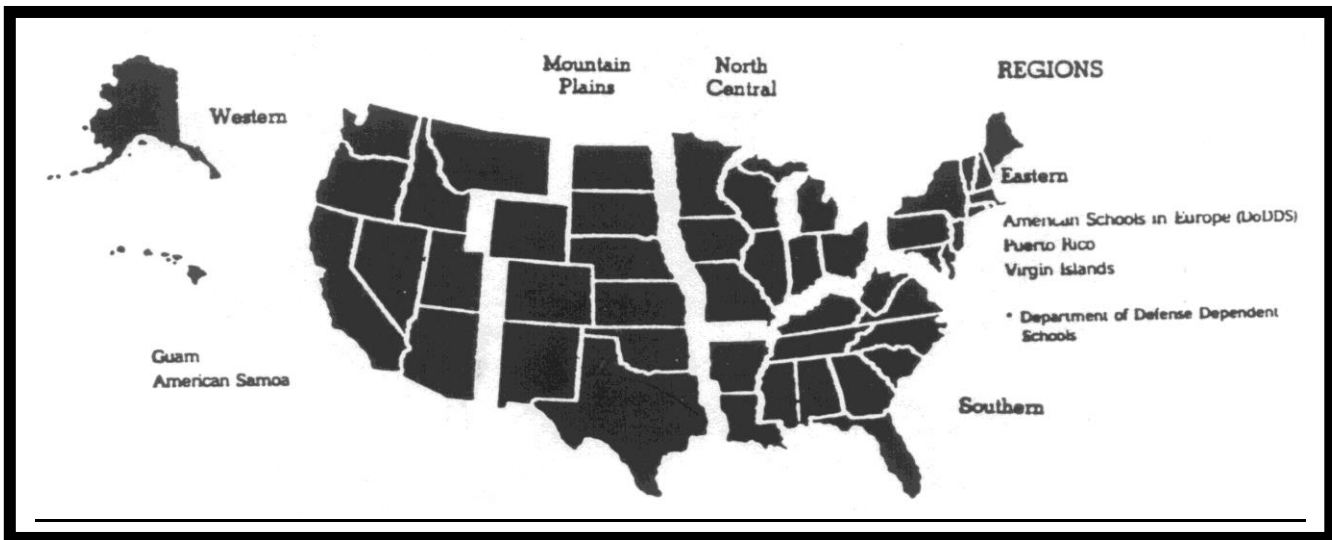 Mountain
Plains
North
Central
REGIONS
Western
Eastern
American Schools in Europe (DoDDS)
Puerto Rico
Virgin Islands
* Department of Defense Dependent
Schools
Guam
American Samoa
Southern